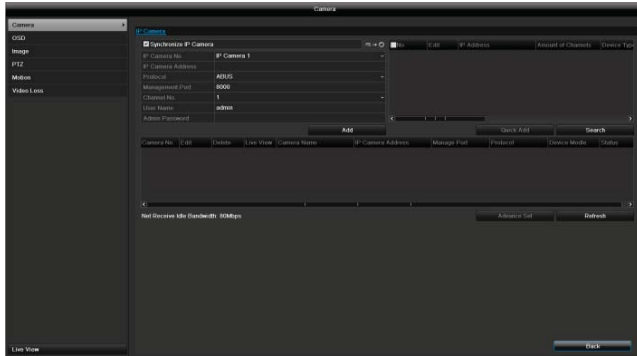 Camera
Camera
OSD
Image
PTZ
Motion
Video Loss
Live View
IP Camera
Synchronize IP Camera
IP Camera No. IP Camera 1
IP Camera Address
Protocol ABUS
Management Port 8000
Channel No. 1
User Name admin
Admin Password
No Edit IP Address Amount of Channels Device Typ
Add Quick Add Search
Camera No Edit Delete Live View Camera Name IP Camera Address Manage Port Protocol Device Model Status
Net Receive Idle Bandwidth: 80Mbps
Advance Set Refresh
Back